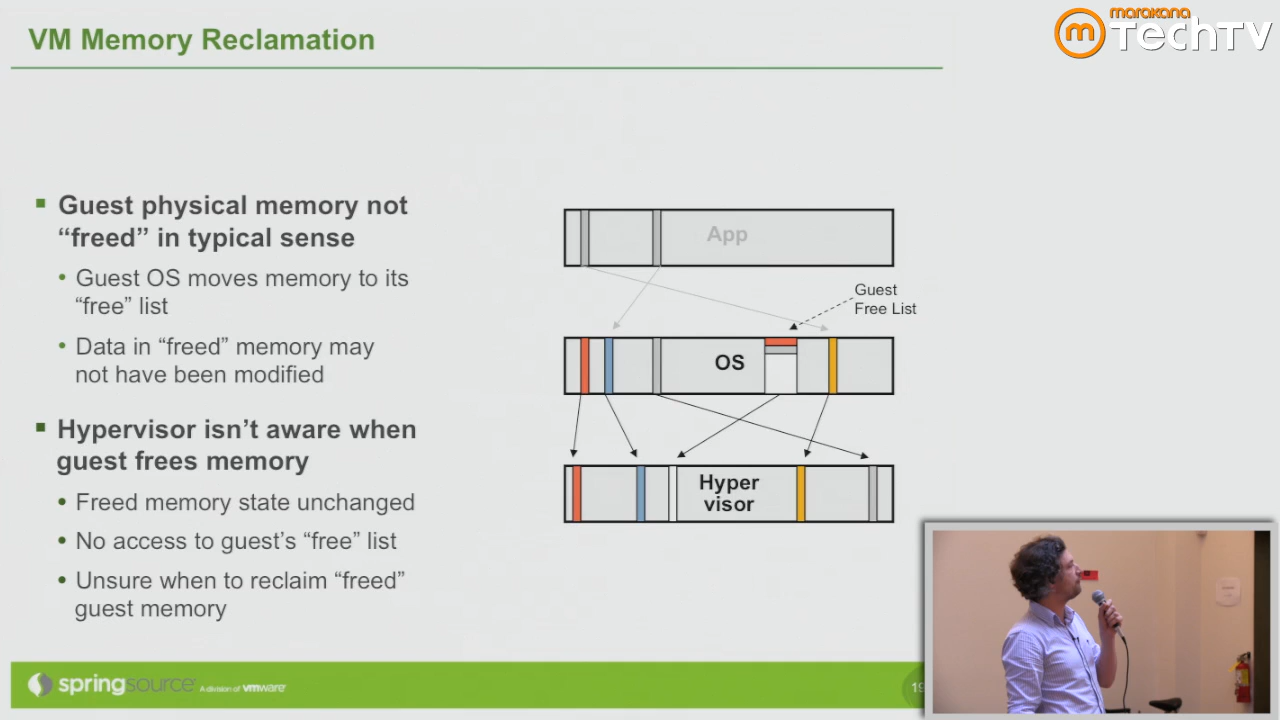 VM Memory Reclamation
marakana
m TechTV
▪ Guest physical memory not
“freed” in typical sense
• Guest OS moves memory to its
“free” list
• Data in “freed” memory may
not have been modified
▪ Hypervisor isn’t aware when
guest frees memory
• Freed memory state unchanged
• No access to guest’s “free” list
• Unsure when to reclaim “freed”
guest memory
App
Guest
Free List
OS
Hyper
visor
springsource A division of vmware
19